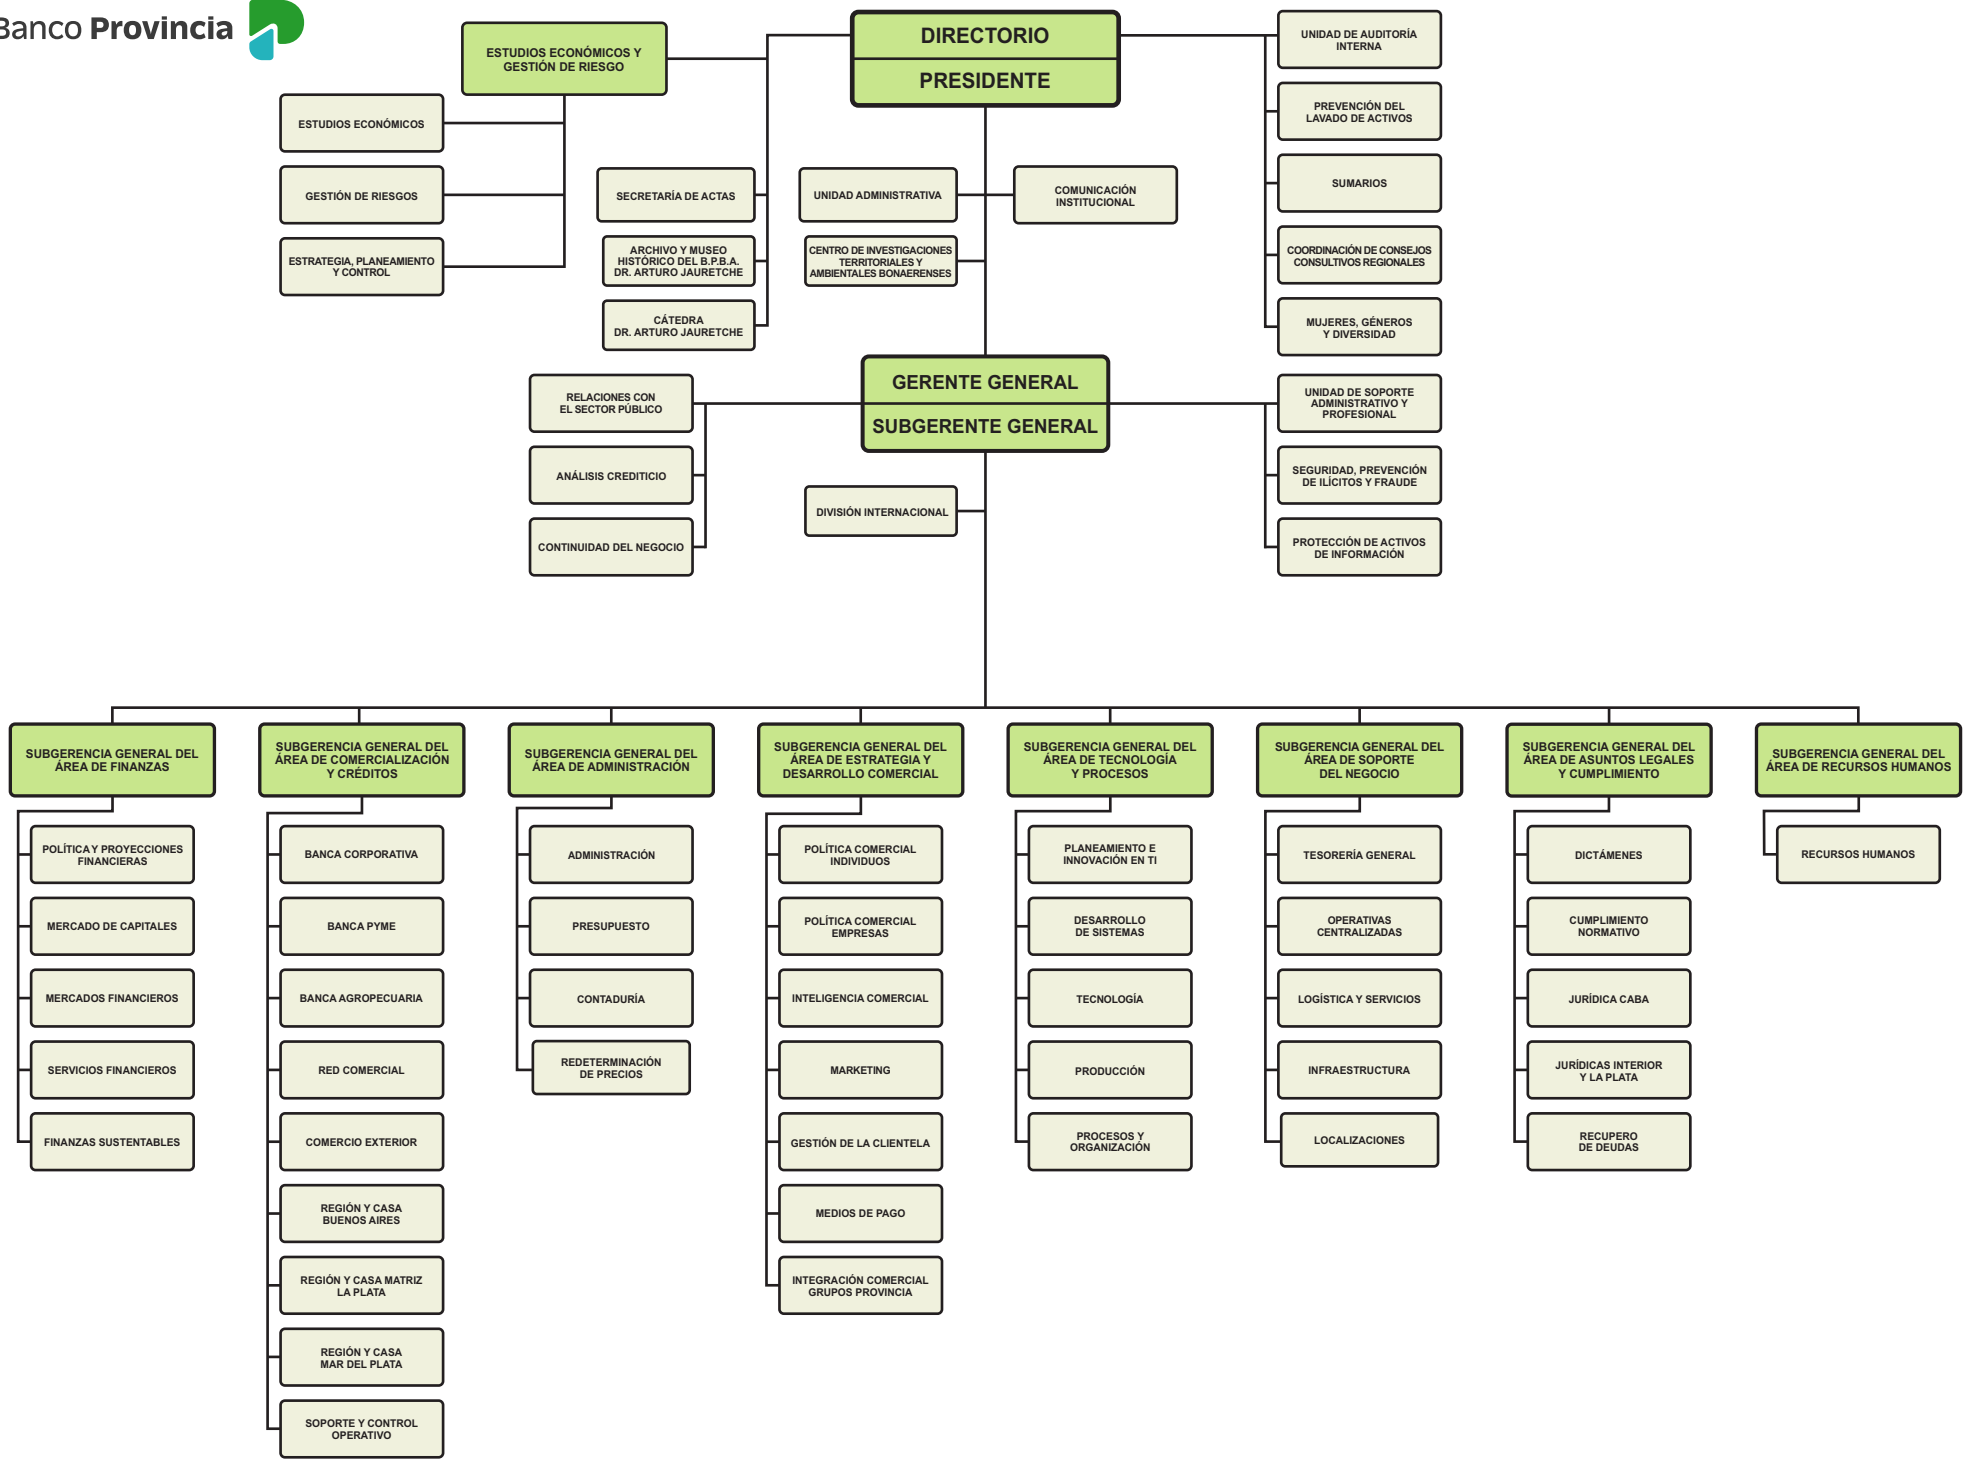 Banco Provincia
DIRECTORIO
PRESIDENTE
ESTUDIOS ECONÓMICOS Y
GESTIÓN DE RIESGO
ESTUDIOS ECONÓMICOS
GESTIÓN DE RIESGOS
ESTRATEGIA, PLANEAMIENTO
Y CONTROL
SECRETARÍA DE ACTAS
ARCHIVO Y MUSEO
HISTÓRICO DEL B.P.B.A.
DR. ARTURO JAURETCHE
CÁTEDRA
DR. ARTURO JAURETCHE
UNIDAD ADMINISTRATIVA
CENTRO DE INVESTIGACIONES
TERRITORIALES Y
AMBIENTALES BONAERENSES
COMUNICACIÓN
INSTITUCIONAL
UNIDAD DE AUDITORÍA
INTERNA
PREVENCIÓN DEL
LAVADO DE ACTIVOS
SUMARIOS
COORDINACIÓN DE CONSEJOS
CONSULTIVOS REGIONALES
MUJERES, GÉNEROS
Y DIVERSIDAD
GERENTE GENERAL
SUBGERENTE GENERAL
RELACIONES CON
EL SECTOR PÚBLICO
ANÁLISIS CREDITICIO
CONTINUIDAD DEL NEGOCIO
DIVISIÓN INTERNACIONAL
UNIDAD DE SOPORTE
ADMINISTRATIVO Y
PROFESIONAL
SEGURIDAD, PREVENCIÓN
DE ILÍCITOS Y FRAUDE
PROTECCIÓN DE ACTIVOS
DE INFORMACIÓN
SUBGERENCIA GENERAL DEL
ÁREA DE FINANZAS
POLÍTICA Y PROYECCIONES
FINANCIERAS
MERCADO DE CAPITALES
MERCADOS FINANCIEROS
SERVICIOS FINANCIEROS
FINANZAS SUSTENTABLES
SUBGERENCIA GENERAL DEL
ÁREA DE COMERCIALIZACIÓN
Y CRÉDITOS
BANCA CORPORATIVA
BANCA PYME
BANCA AGROPECUARIA
RED COMERCIAL
COMERCIO EXTERIOR
REGIÓN Y CASA
BUENOS AIRES
REGIÓN Y CASA MATRIZ
LA PLATA
REGIÓN Y CASA
MAR DEL PLATA
SOPORTE Y CONTROL
OPERATIVO
SUBGERENCIA GENERAL DEL
ÁREA DE ADMINISTRACIÓN
ADMINISTRACIÓN
PRESUPUESTO
CONTADURÍA
REDETERMINACIÓN
DE PRECIOS
SUBGERENCIA GENERAL DEL
ÁREA DE ESTRATEGIA Y
DESARROLLO COMERCIAL
POLÍTICA COMERCIAL
INDIVIDUOS
POLÍTICA COMERCIAL
EMPRESAS
INTELIGENCIA COMERCIAL
MARKETING
GESTIÓN DE LA CLIENTELA
MEDIOS DE PAGO
INTEGRACIÓN COMERCIAL
GRUPOS PROVINCIA
SUBGERENCIA GENERAL DEL
ÁREA DE TECNOLOGÍA
Y PROCESOS
PLANEAMIENTO E
INNOVACIÓN EN TI
DESARROLLO
DE SISTEMAS
TECNOLOGÍA
PRODUCCIÓN
PROCESOS Y
ORGANIZACIÓN
SUBGERENCIA GENERAL DEL
ÁREA DE SOPORTE
DEL NEGOCIO
TESORERÍA GENERAL
OPERATIVAS
CENTRALIZADAS
LOGÍSTICA Y SERVICIOS
INFRAESTRUCTURA
LOCALIZACIONES
SUBGERENCIA GENERAL DEL
ÁREA DE ASUNTOS LEGALES
Y CUMPLIMIENTO
DICTÁMENES
CUMPLIMIENTO
NORMATIVO
JURÍDICA CABA
JURÍDICAS INTERIOR
Y LA PLATA
RECUPERO
DE DEUDAS
SUBGERENCIA GENERAL DEL
ÁREA DE RECURSOS HUMANOS
RECURSOS HUMANOS